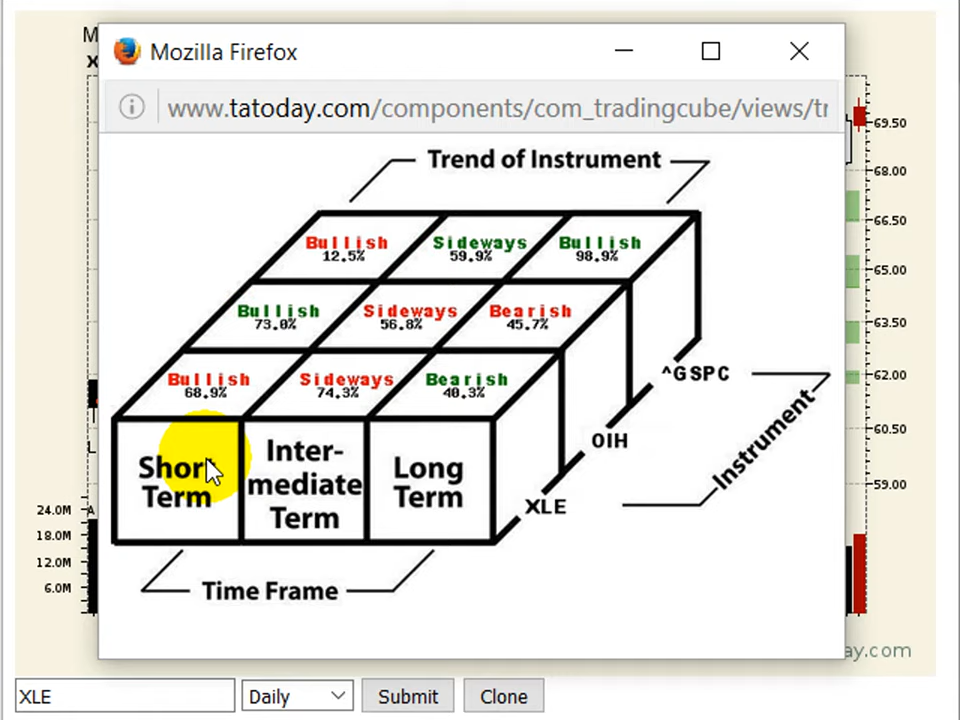 M
Mozilla Firefox
X
www.tatoday.com/components/com_tradingcube/views/tr
Trend of Instrument
69.50
68.00
66.50
65.00
63.50
62.00
60.50
59.00
Bullish Sideways Bullish
12.5% 59.9% 98.9%
Bullish Sideways Bearish
73.0% 56.8% 45.7%
Bullish Sideways Bearish
68.9% 74.3% 40.3%
^GSPC
OIH
XLE
Instrument
Short
Term
Inter-
mediate
Term
Long
Term
Time Frame
L
24.0M A
18.0M
12.0M
6.0M
ay.com
XLE Daily Submit Clone